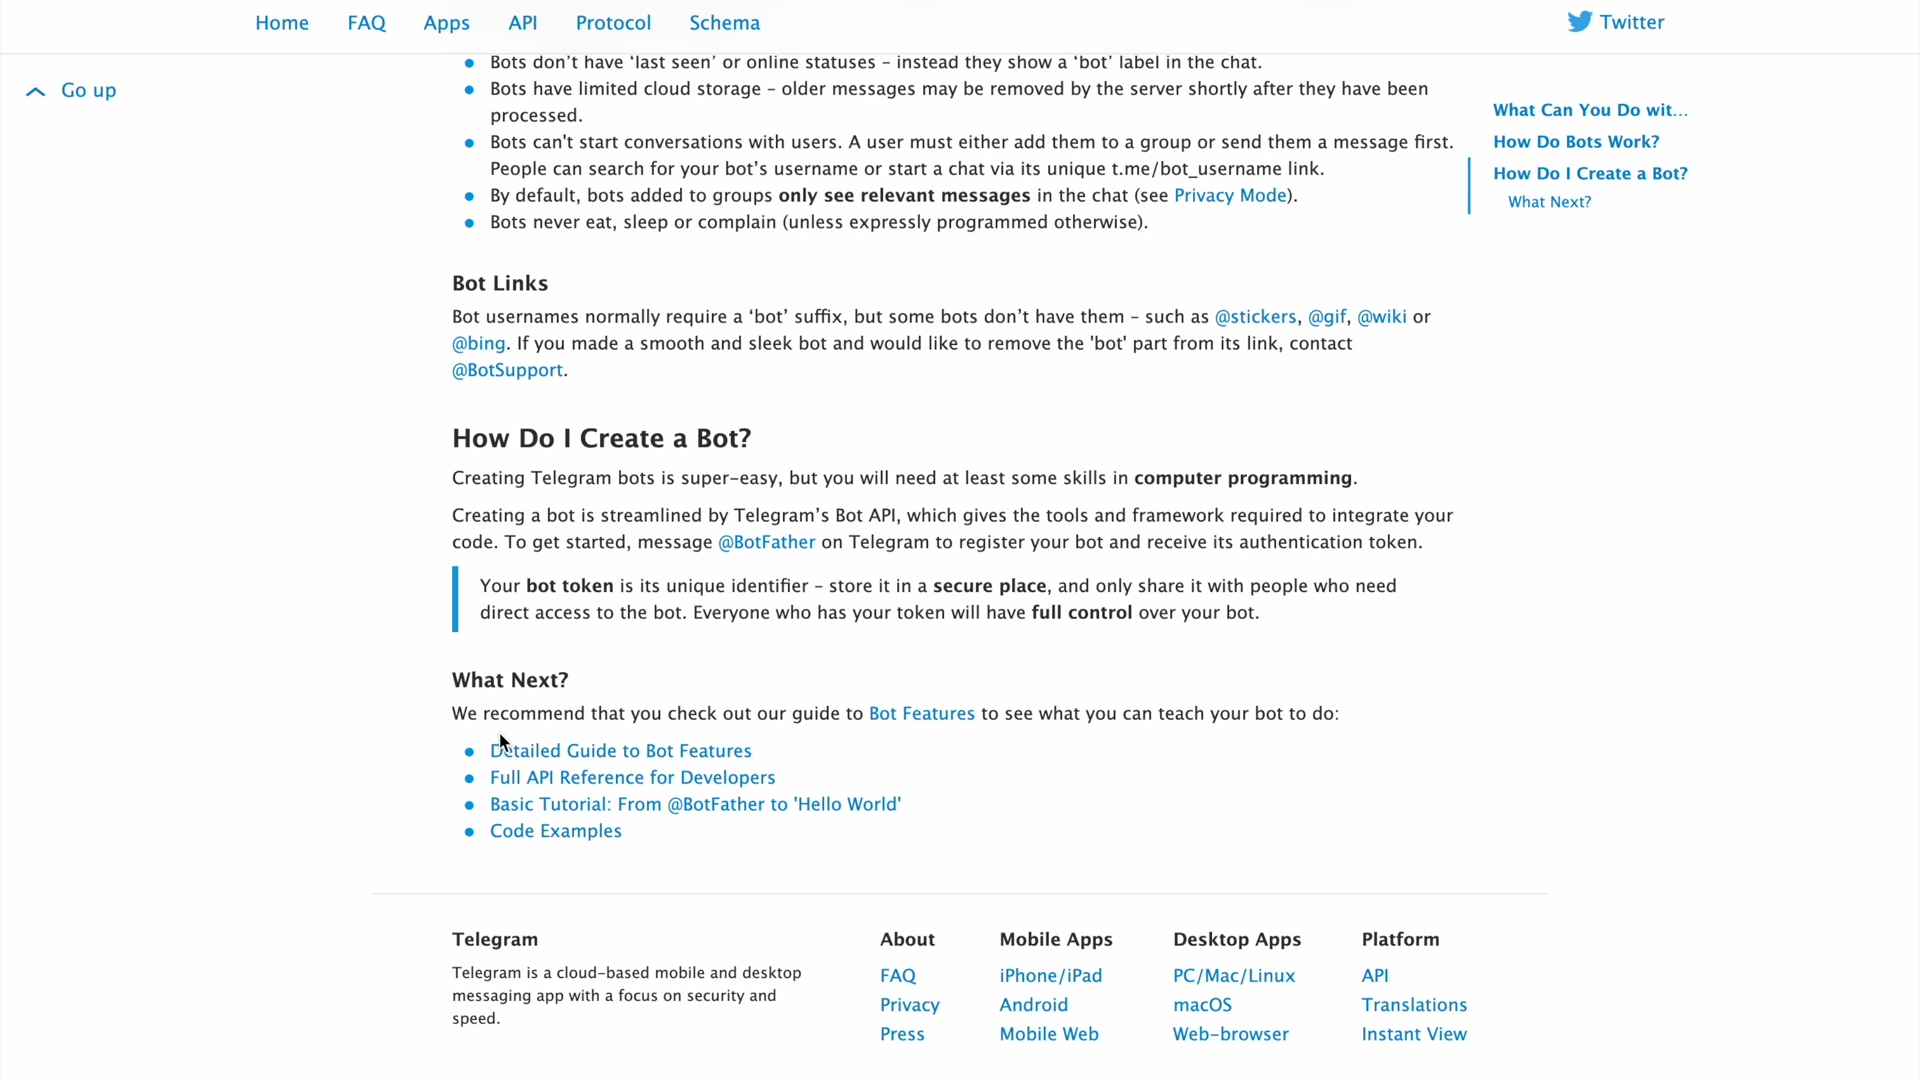 Home FAQ Apps API Protocol Schema Twitter
Go up
Bots don’t have ‘last seen’ or online statuses – instead they show a ‘bot’ label in the chat.
Bots have limited cloud storage – older messages may be removed by the server shortly after they have been
processed.
Bots can't start conversations with users. A user must either add them to a group or send them a message first.
People can search for your bot’s username or start a chat via its unique t.me/bot_username link.
By default, bots added to groups only see relevant messages in the chat (see Privacy Mode).
Bots never eat, sleep or complain (unless expressly programmed otherwise).
What Can You Do wit...
How Do Bots Work?
How Do I Create a Bot?
What Next?
Bot Links
Bot usernames normally require a ‘bot’ suffix, but some bots don’t have them – such as @stickers, @gif, @wiki or
@bing. If you made a smooth and sleek bot and would like to remove the 'bot' part from its link, contact
@BotSupport.
How Do I Create a Bot?
Creating Telegram bots is super-easy, but you will need at least some skills in computer programming.
Creating a bot is streamlined by Telegram’s Bot API, which gives the tools and framework required to integrate your
code. To get started, message @BotFather on Telegram to register your bot and receive its authentication token.
Your bot token is its unique identifier – store it in a secure place, and only share it with people who need
direct access to the bot. Everyone who has your token will have full control over your bot.
What Next?
We recommend that you check out our guide to Bot Features to see what you can teach your bot to do:
Detailed Guide to Bot Features
Full API Reference for Developers
Basic Tutorial: From @BotFather to 'Hello World'
Code Examples
Telegram
Telegram is a cloud-based mobile and desktop
messaging app with a focus on security and
speed.
About
FAQ
Privacy
Press
Mobile Apps
iPhone/iPad
Android
Mobile Web
Desktop Apps
PC/Mac/Linux
macOS
Web-browser
Platform
API
Translations
Instant View